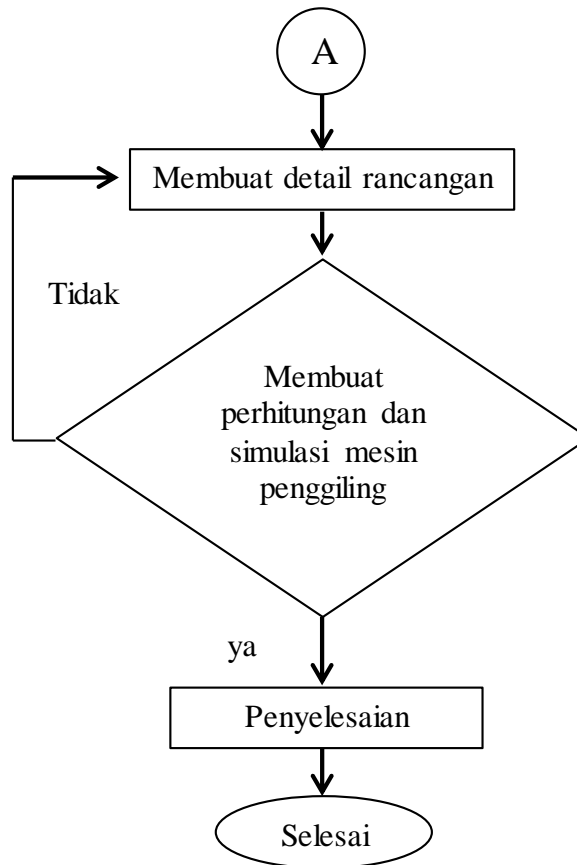 A
Membuat detail rancangan
Tidak
Membuat
perhitungan dan
simulasi mesin
penggiling
ya
Penyelesaian
Selesai